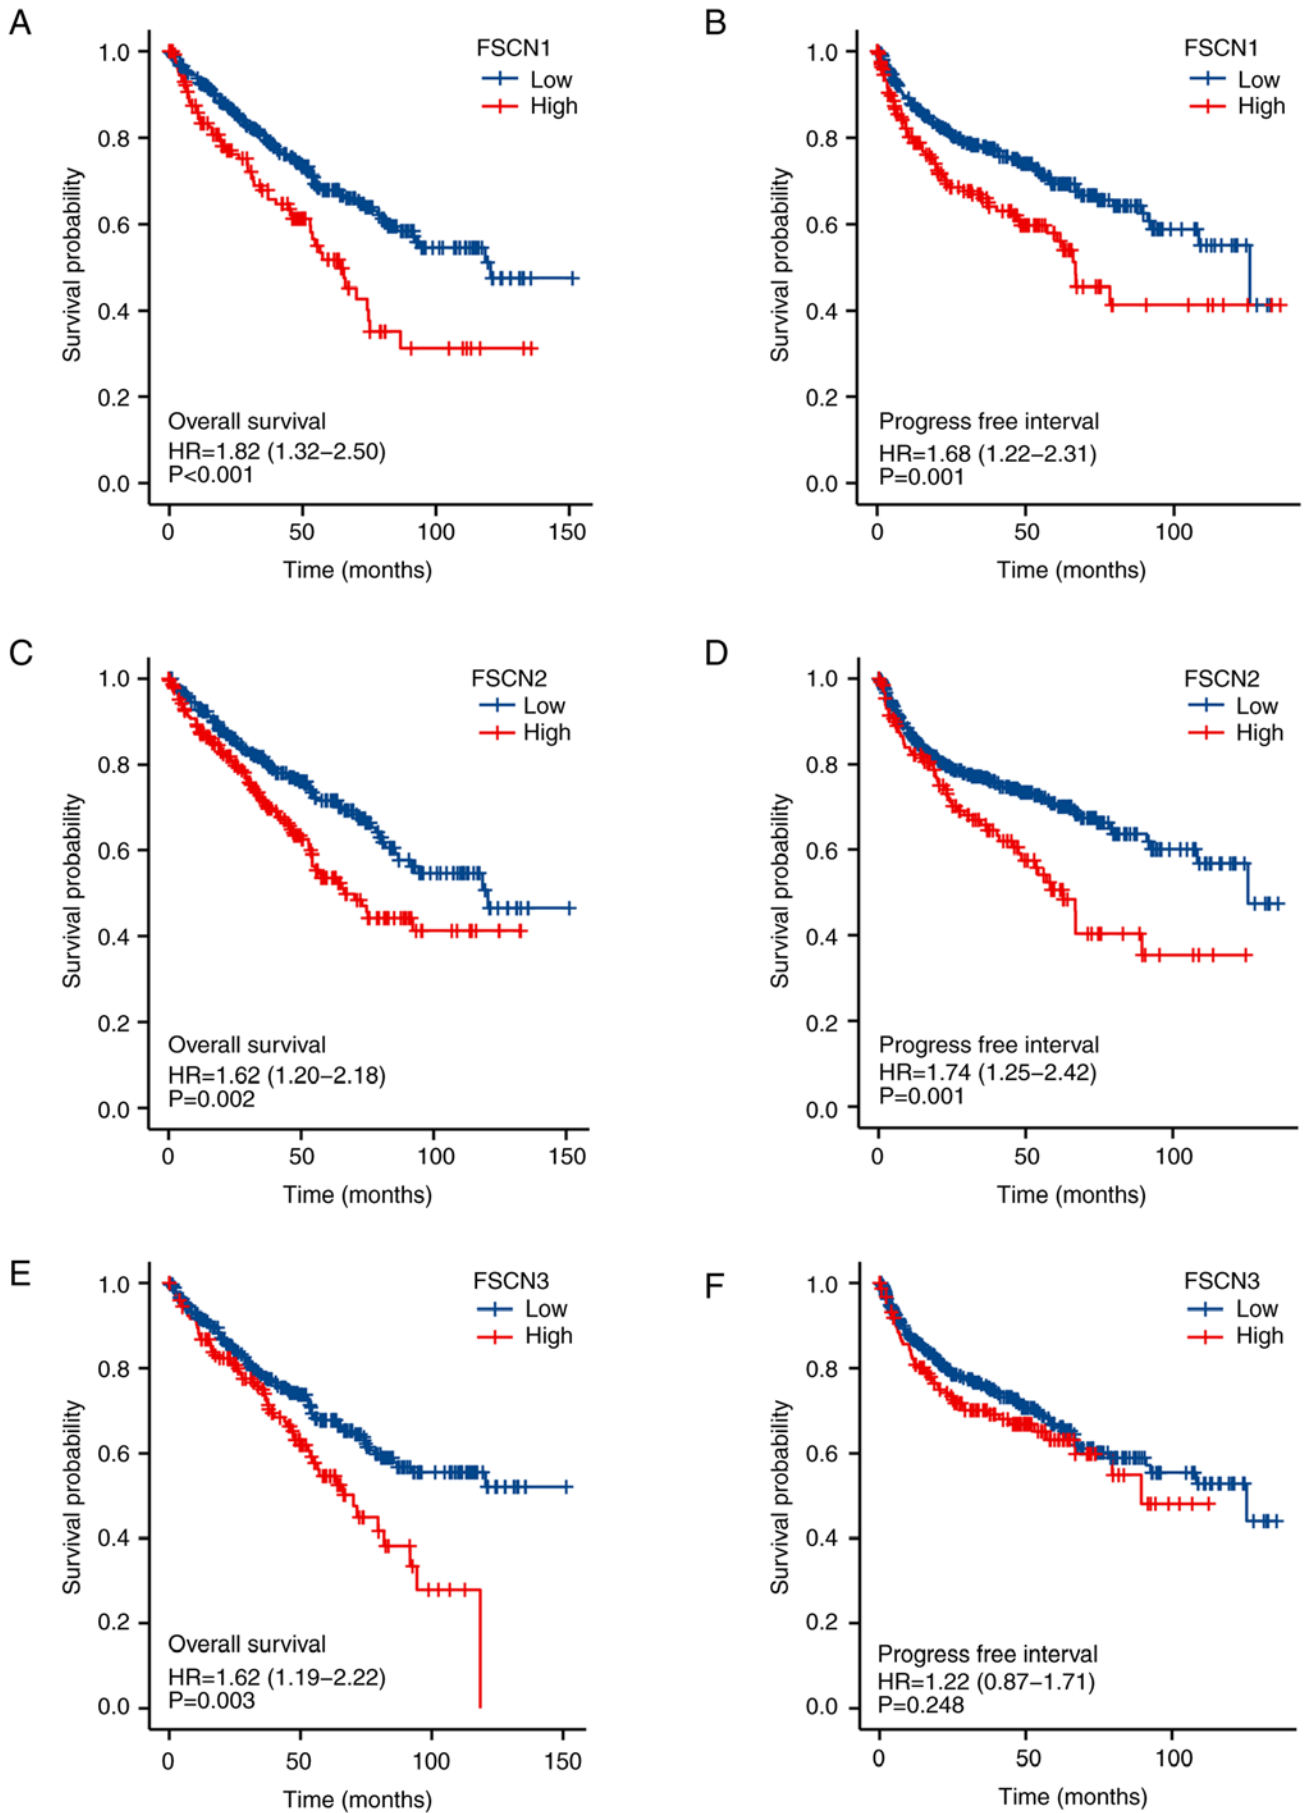 A
FSCN1
Low
High
Survival probability
1.0
0.8
0.6
0.4
0.2
0.0
Overall survival
HR=1.82 (1.32–2.50)
P<0.001
0 50 100 150
Time (months)
B
FSCN1
Low
High
Survival probability
1.0
0.8
0.6
0.4
0.2
0.0
Progress free interval
HR=1.68 (1.22–2.31)
P=0.001
0 50 100
Time (months)
C
FSCN2
Low
High
Survival probability
1.0
0.8
0.6
0.4
0.2
0.0
Overall survival
HR=1.62 (1.20–2.18)
P=0.002
0 50 100 150
Time (months)
D
FSCN2
Low
High
Survival probability
1.0
0.8
0.6
0.4
0.2
0.0
Progress free interval
HR=1.74 (1.25–2.42)
P=0.001
0 50 100
Time (months)
E
FSCN3
Low
High
Survival probability
1.0
0.8
0.6
0.4
0.2
0.0
Overall survival
HR=1.62 (1.19–2.22)
P=0.003
0 50 100 150
Time (months)
F
FSCN3
Low
High
Survival probability
1.0
0.8
0.6
0.4
0.2
0.0
Progress free interval
HR=1.22 (0.87–1.71)
P=0.248
0 50 100
Time (months)